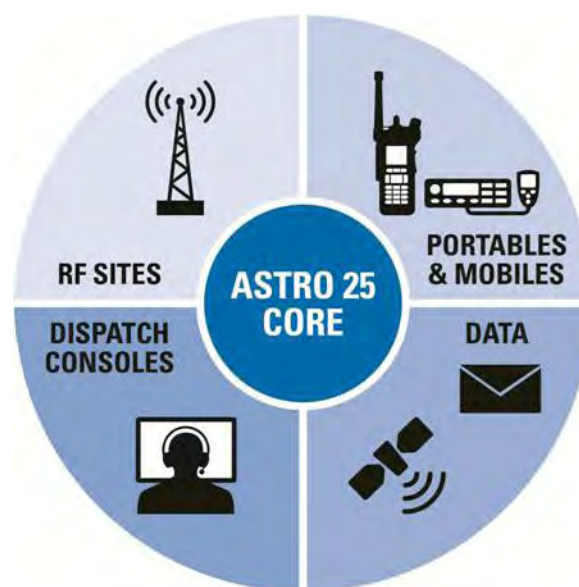 RF SITES
PORTABLES
& MOBILES
ASTRO 25
CORE
DISPATCH
CONSOLES
DATA